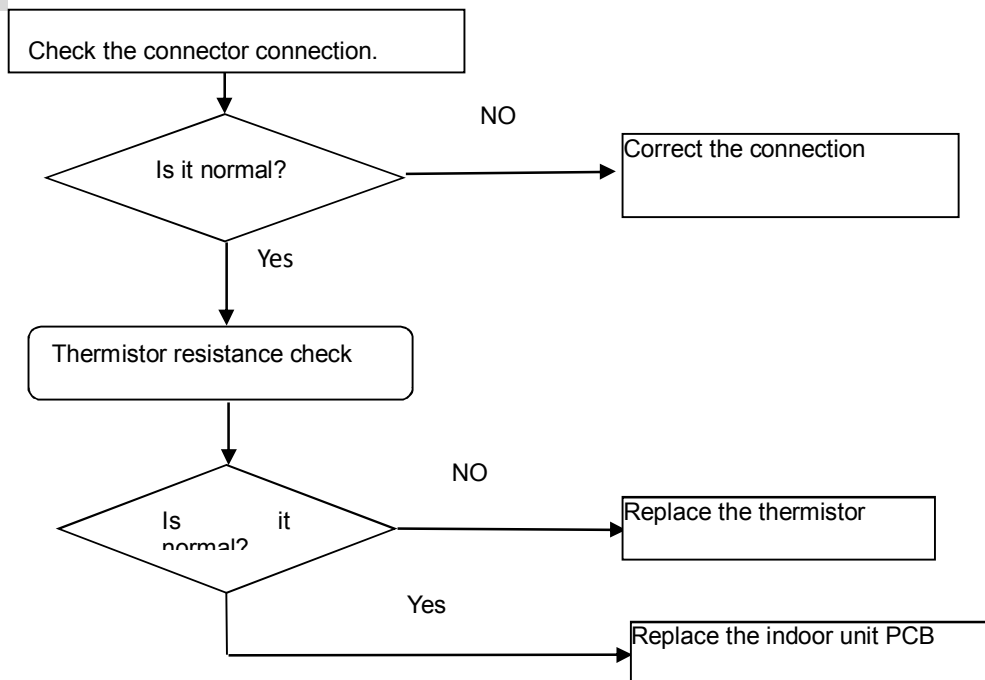 Check the connector connection.
NO
Is it normal?
Correct the connection
Yes
Thermistor resistance check
NO
Is it
normal?
Replace the thermistor
Yes
Replace the indoor unit PCB